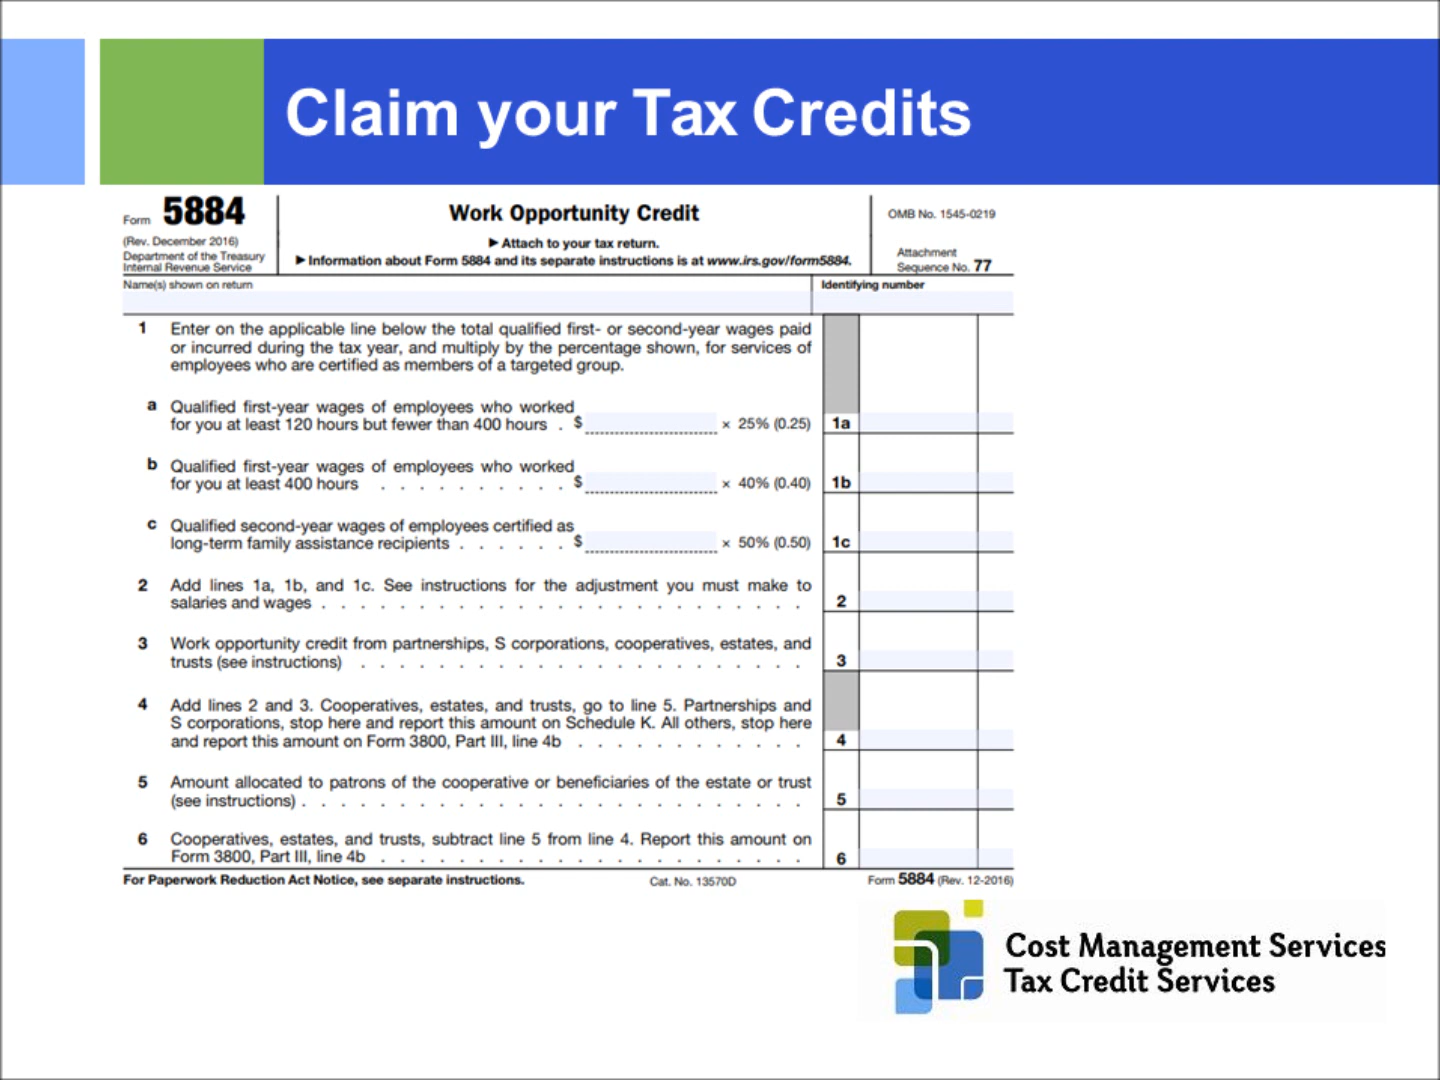 Claim your Tax Credits
Form 5884
(Rev. December 2016)
Department of the Treasury
Internal Revenue Service
Work Opportunity Credit
▶ Attach to your tax return.
▶ Information about Form 5884 and its separate instructions is at www.irs.gov/form5884.
OMB No. 1545-0219
Attachment
Sequence No. 77
Name(s) shown on return
Identifying number
1 Enter on the applicable line below the total qualified first- or second-year wages paid
or incurred during the tax year, and multiply by the percentage shown, for services of
employees who are certified as members of a targeted group.
a Qualified first-year wages of employees who worked
for you at least 120 hours but fewer than 400 hours . $ × 25% (0.25) 1a
b Qualified first-year wages of employees who worked
for you at least 400 hours . . . . . . . . . . $ × 40% (0.40) 1b
c Qualified second-year wages of employees certified as
long-term family assistance recipients . . . . . . $ × 50% (0.50) 1c
2 Add lines 1a, 1b, and 1c. See instructions for the adjustment you must make to
salaries and wages . . . . . . . . . . . . . . . . . . . . . . 2
3 Work opportunity credit from partnerships, S corporations, cooperatives, estates, and
trusts (see instructions) . . . . . . . . . . . . . . . . . . . . 3
4 Add lines 2 and 3. Cooperatives, estates, and trusts, go to line 5. Partnerships and
S corporations, stop here and report this amount on Schedule K. All others, stop here
and report this amount on Form 3800, Part III, line 4b . . . . . . . . . . . . 4
5 Amount allocated to patrons of the cooperative or beneficiaries of the estate or trust
(see instructions) . . . . . . . . . . . . . . . . . . . . . . . 5
6 Cooperatives, estates, and trusts, subtract line 5 from line 4. Report this amount on
Form 3800, Part III, line 4b . . . . . . . . . . . . . . . . . . . 6
For Paperwork Reduction Act Notice, see separate instructions.
Cat. No. 13570D
Form 5884 (Rev. 12-2016)
Cost Management Services
Tax Credit Services